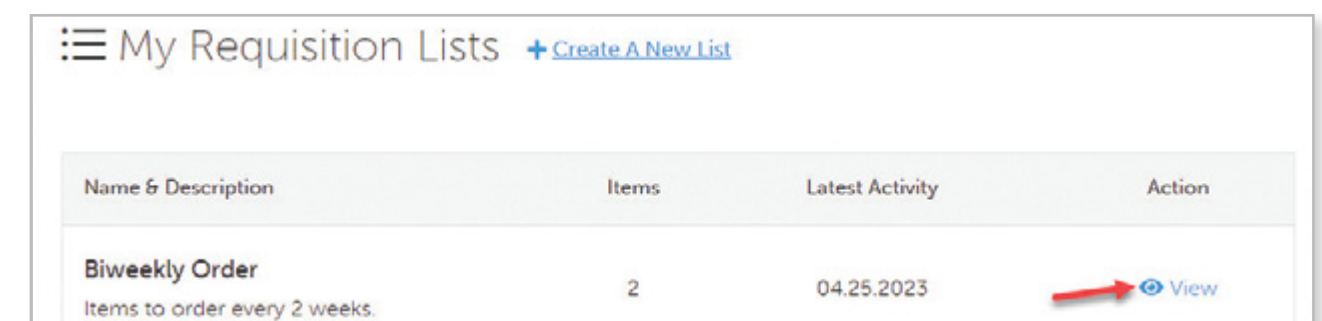 My Requisition Lists + Create A New List
Name & Description Items Latest Activity Action
Biweekly Order
Items to order every 2 weeks. 2 04.25.2023 View